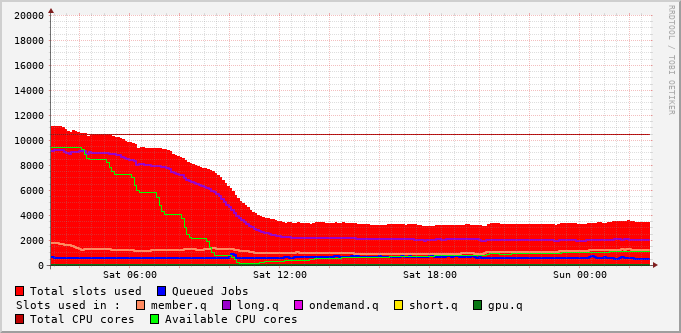 20000
18000
16000
14000
12000
10000
8000
6000
4000
2000
0
Sat 06:00 Sat 12:00 Sat 18:00 Sun 00:00
RRDTOOL / TOBI OETIKER
Total slots used Queued Jobs
Slots used in : member.q long.q ondemand.q short.q gpu.q
Total CPU cores Available CPU cores